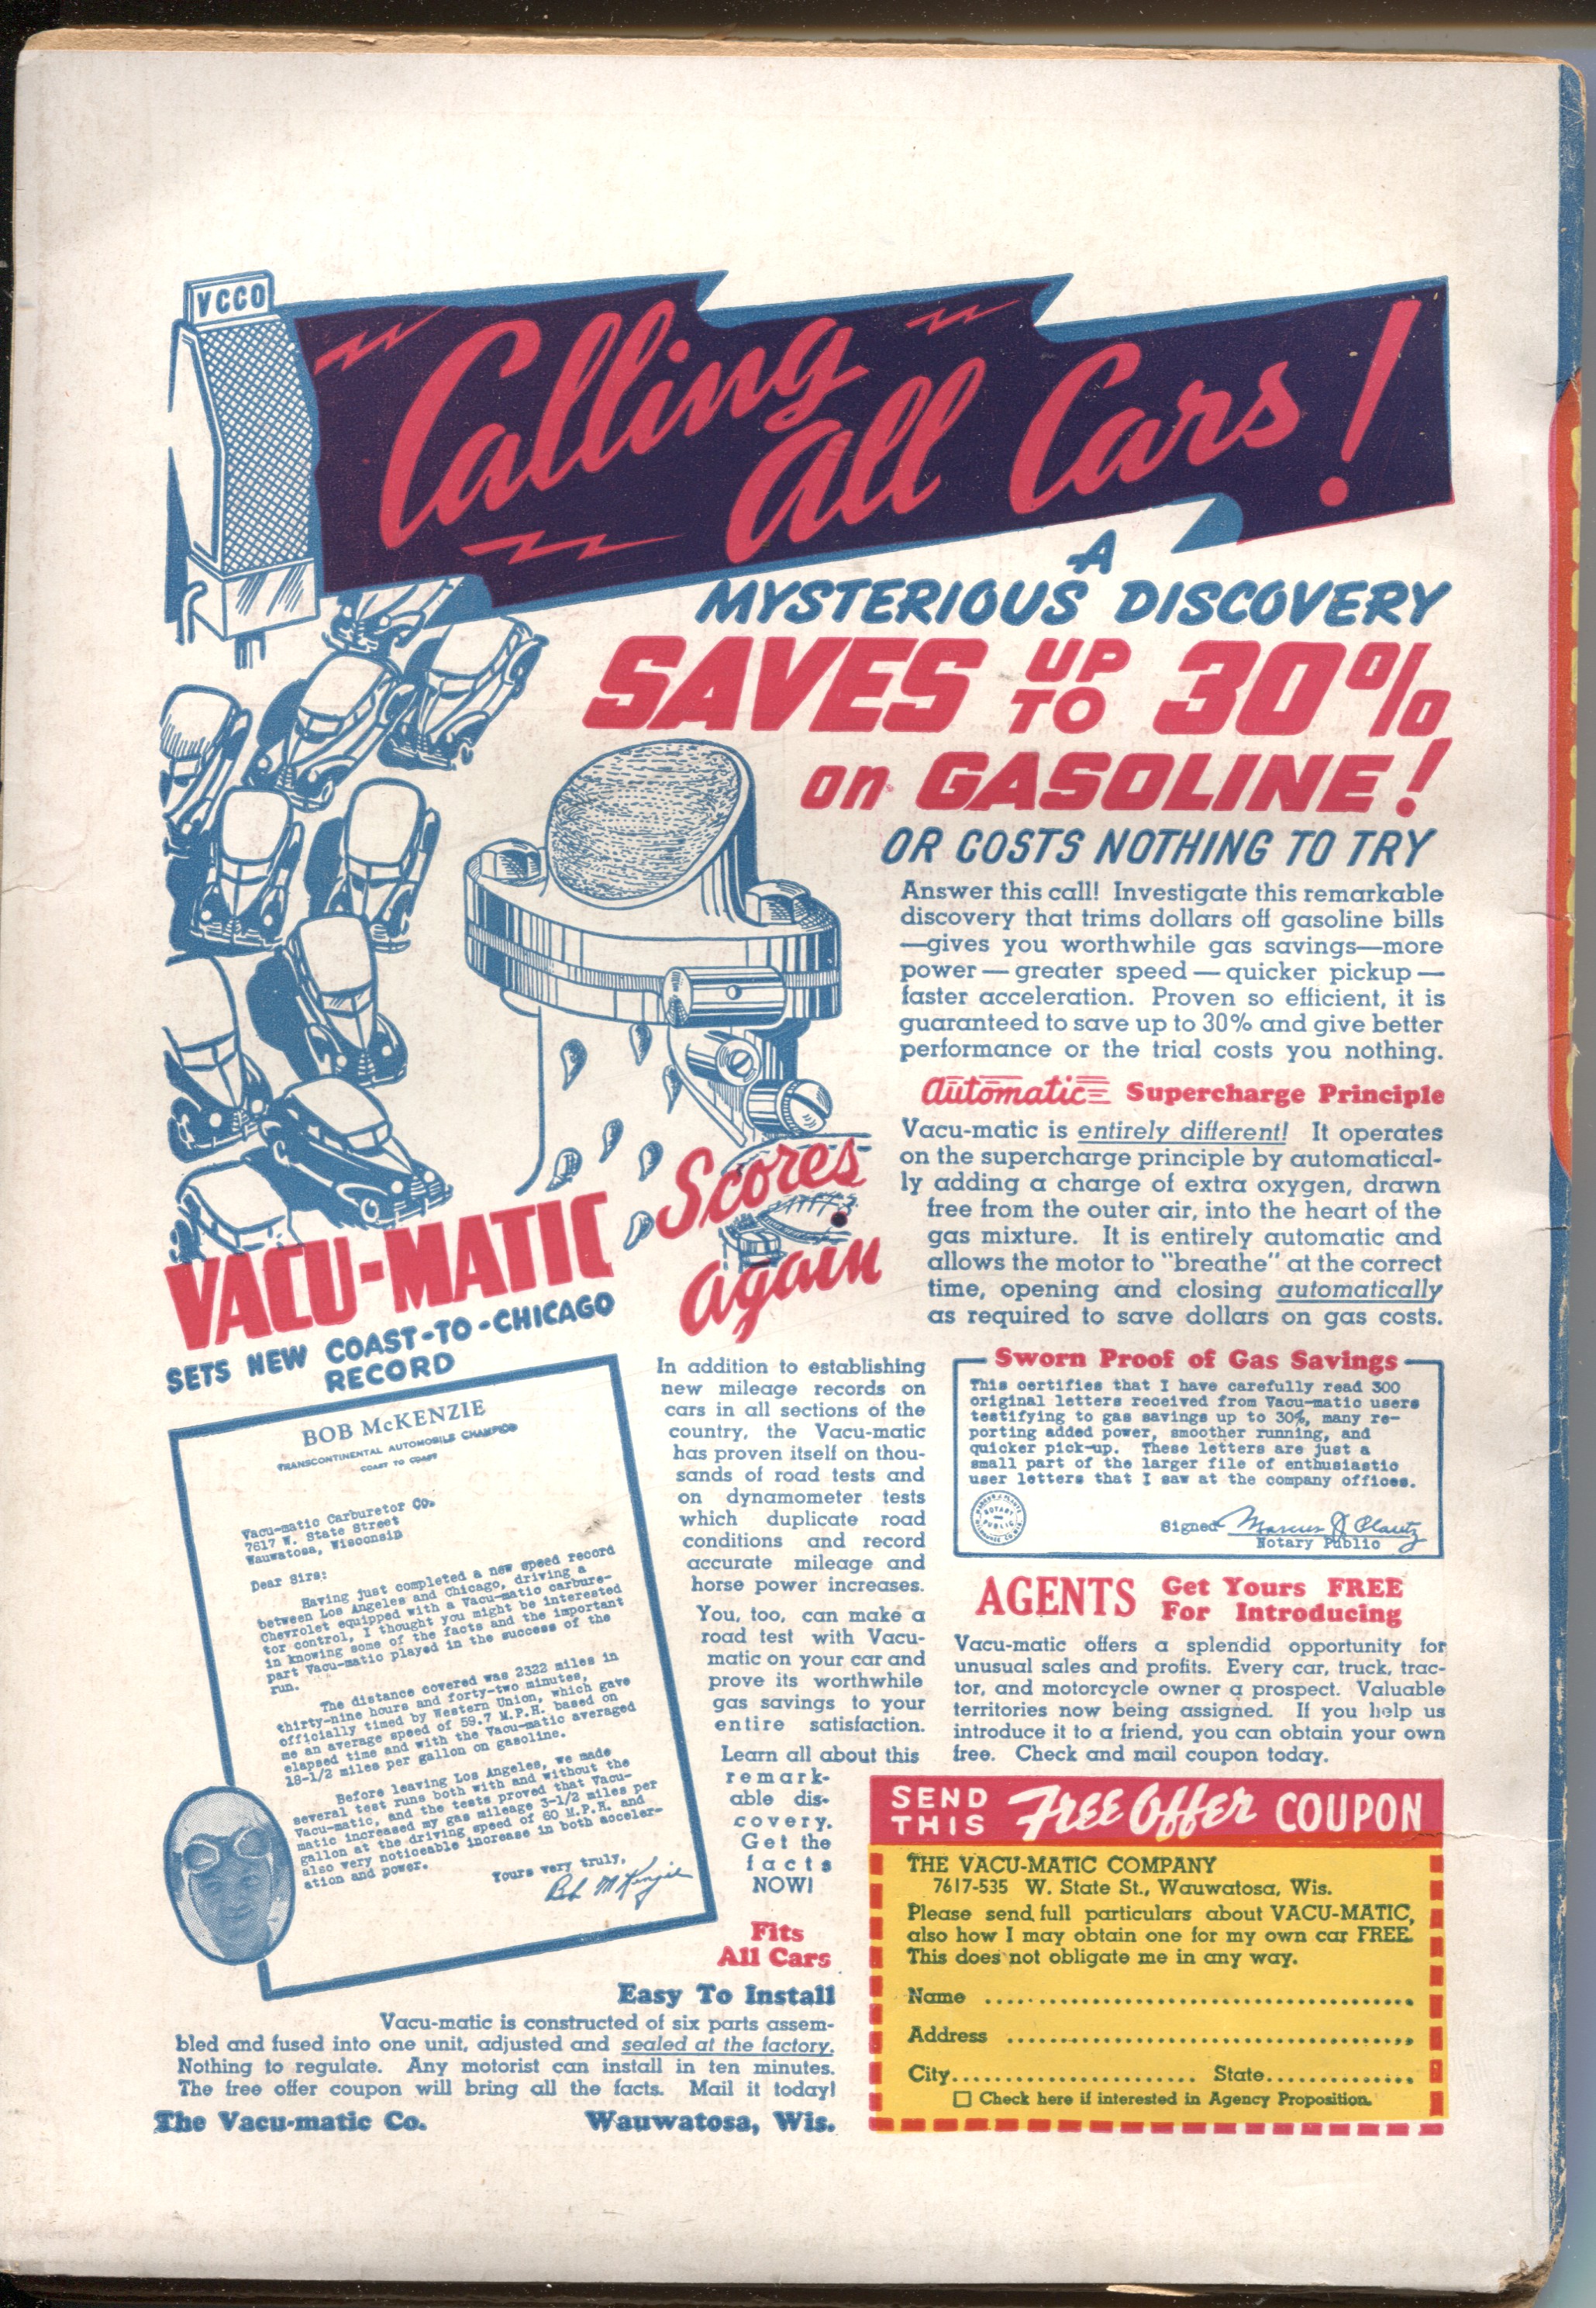 VCCO
Calling
All Cars!
A
MYSTERIOUS DISCOVERY
SAVES UP TO 30%
on GASOLINE!
OR COSTS NOTHING TO TRY
Answer this call! Investigate this remarkable
discovery that trims dollars off gasoline bills
—gives you worthwhile gas savings—more
power—greater speed—quicker pickup—
faster acceleration. Proven so efficient, it is
guaranteed to save up to 30% and give better
performance or the trial costs you nothing.
Automatic Supercharge Principle
Vacu-matic is entirely different! It operates
on the supercharge principle by automatical-
ly adding a charge of extra oxygen, drawn
free from the outer air, into the heart of the
gas mixture. It is entirely automatic and
allows the motor to "breathe" at the correct
time, opening and closing automatically
as required to save dollars on gas costs.
VACU-MATIC Scores
Again
SETS NEW COAST-TO-CHICAGO
RECORD
BOB McKENZIE
TRANSCONTINENTAL AUTOMOBILE CHAMPION
COAST TO COAST
Vacu-matic Carburetor Co.
7617 W. State Street
Wauwatosa, Wisconsin
Dear Sirs:
Having just completed a new speed record
between Los Angeles and Chicago, driving a
Chevrolet equipped with a Vacu-matic carbure-
tor control, I thought you might be interested
in knowing some of the facts and the important
part Vacu-matic played in the success of the
run.
The distance covered was 2322 miles in
thirty-nine hours and forty-two minutes,
officially timed by Western Union, which gave
me an average speed of 59.7 M.P.H. based on
elapsed time and with the Vacu-matic averaged
18-1/2 miles per gallon on gasoline.
Before leaving Los Angeles, we made
several test runs both with and without the
Vacu-matic, and the tests proved that Vacu-
matic increased my gas mileage 3-1/2 miles per
gallon at the driving speed of 60 M.P.H. and
also very noticeable increase in both acceler-
ation and power.
Yours very truly,
Bob McKenzie
In addition to establishing
new mileage records on
cars in all sections of the
country, the Vacu-matic
has proven itself on thou-
sands of road tests and
on dynamometer tests
which duplicate road
conditions and record
accurate mileage and
horse power increases.
You, too, can make a
road test with Vacu-
matic on your car and
prove its worthwhile
gas savings to your
entire satisfaction.
Learn all about this
remark-
able dis-
covery.
Get the
facts
NOW!
Fits
All Cars
Easy To Install
Vacu-matic is constructed of six parts assem-
bled and fused into one unit, adjusted and sealed at the factory.
Nothing to regulate. Any motorist can install in ten minutes.
The free offer coupon will bring all the facts. Mail it today!
The Vacu-matic Co. Wauwatosa, Wis.
Sworn Proof of Gas Savings
This certifies that I have carefully read 300
original letters received from Vacu-matic users
testifying to gas savings up to 30%, many re-
porting added power, smoother running, and
quicker pick-up. These letters are just a
small part of the larger file of enthusiastic
user letters that I saw at the company offices.
NOTARY
PUBLIC
Signed Marcus J Plautz
Notary Public
AGENTS Get Yours FREE
For Introducing
Vacu-matic offers a splendid opportunity for
unusual sales and profits. Every car, truck, trac-
tor, and motorcycle owner a prospect. Valuable
territories now being assigned. If you help us
introduce it to a friend, you can obtain your own
free. Check and mail coupon today.
SEND THIS Free Offer COUPON
THE VACU-MATIC COMPANY
7617-535 W. State St., Wauwatosa, Wis.
Please send full particulars about VACU-MATIC,
also how I may obtain one for my own car FREE.
This does not obligate me in any way.
Name
Address
City State
☐ Check here if interested in Agency Proposition.